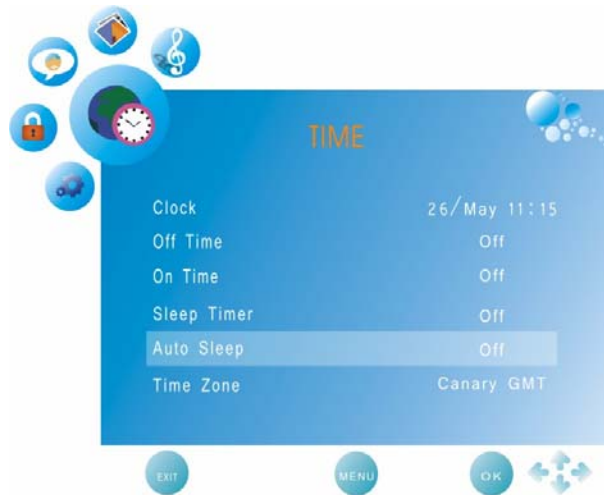 TIME
Clock 26/May 11:15
Off Time Off
On Time Off
Sleep Timer Off
Auto Sleep Off
Time Zone Canary GMT
EXIT MENU OK